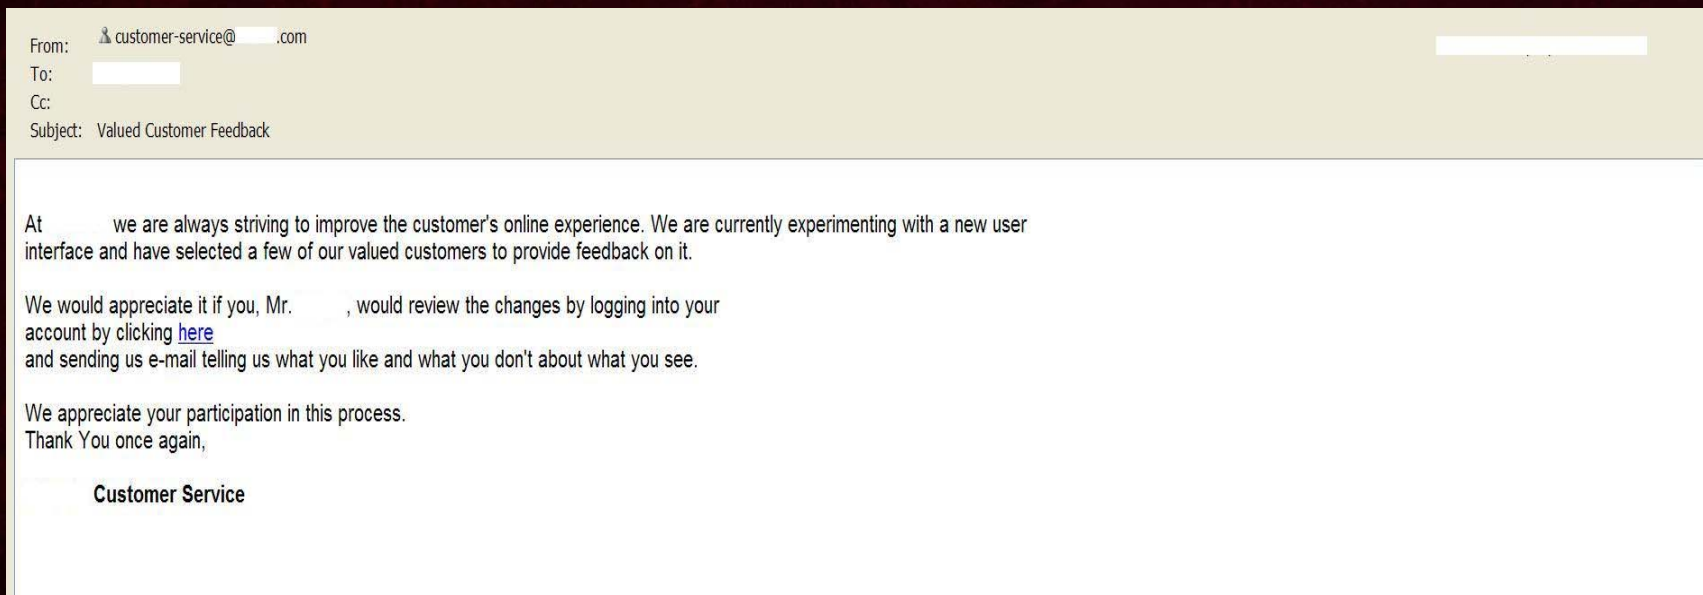 From: customer-service@ .com
To:
Cc:
Subject: Valued Customer Feedback
At we are always striving to improve the customer's online experience. We are currently experimenting with a new user
interface and have selected a few of our valued customers to provide feedback on it.
We would appreciate it if you, Mr. , would review the changes by logging into your
account by clicking here
and sending us e-mail telling us what you like and what you don't about what you see.
We appreciate your participation in this process.
Thank You once again,
Customer Service